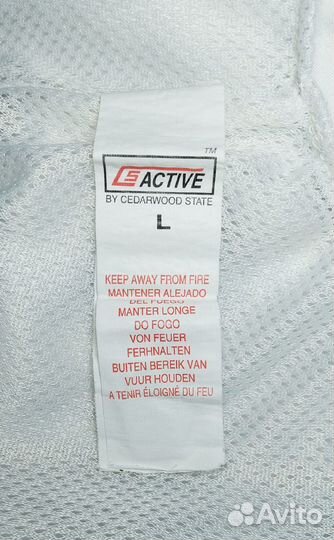 TM
CS ACTIVE
BY CEDARWOOD STATE
L
KEEP AWAY FROM FIRE
MANTENER ALEJADO
DEL FUEGO
MANTER LONGE
DO FOGO
VON FEUER
FERHNALTEN
BUITEN BEREIK VAN
VUUR HOUDEN
A TENIR ÉLOIGNÉ DU FEU
Avito